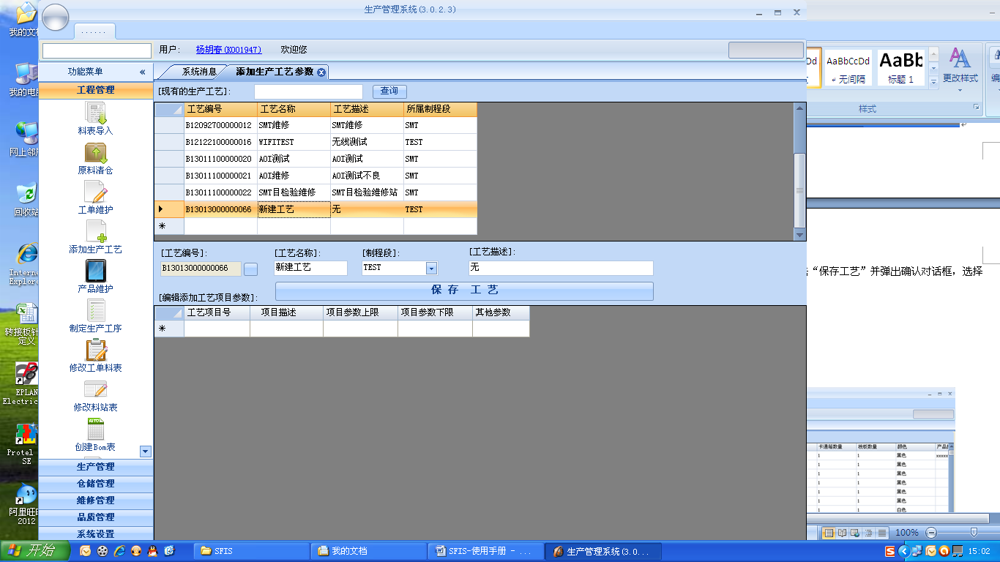 生产管理系统(3.0.2.3)
......
用户: 杨胡春(K001947) 欢迎您
功能菜单 «
系统消息 添加生产工艺参数
工程管理
料表导入
原料清仓
工单维护
添加生产工艺
产品维护
制定生产工序
修改工单料表
修改料站表
创建Bom表
生产管理
仓储管理
维修管理
品质管理
系统设置
[现有的生产工艺]: 查询
工艺编号 工艺名称 工艺描述 所属制程段
B12092700000012 SMT维修 SMT维修 SMT
B12122100000016 WIFITEST 无线测试 TEST
B13011100000020 AOI测试 AOI测试 SMT
B13011100000021 AOI维修 AOI测试不良 SMT
B13011100000022 SMT目检验维修 SMT目检验维修站 SMT
B13013000000066 新建工艺 无 TEST
*
[工艺编号]: [工艺名称]: [制程段]: [工艺描述]:
B13013000000066 新建工艺 TEST 无
保 存 工 艺
[编辑添加工艺项目参数]:
工艺项目号 项目描述 项目参数上限 项目参数下限 其他参数
*
我的文档
我的电脑
网上邻居
回收站
Internet
Explorer
转接板针
定义
EPLAN
Electric
Protel
SE
阿里旺旺
2012
AaBbCcDd AaBb
无间隔 标题 1
更改样式
样式
“保存工艺”并弹出确认对话框，选择
卡通箱数量 栈板数量 颜色
1 1 黑色 xxxxx
1 1 黑色
1 1 黑色
1 1 黑色
1 1 黑色
1 1 黑色
1 1 白色
100%
开始 SFIS 我的文档 SFIS-使用手册 - ... 生产管理系统(3.0... 15:02